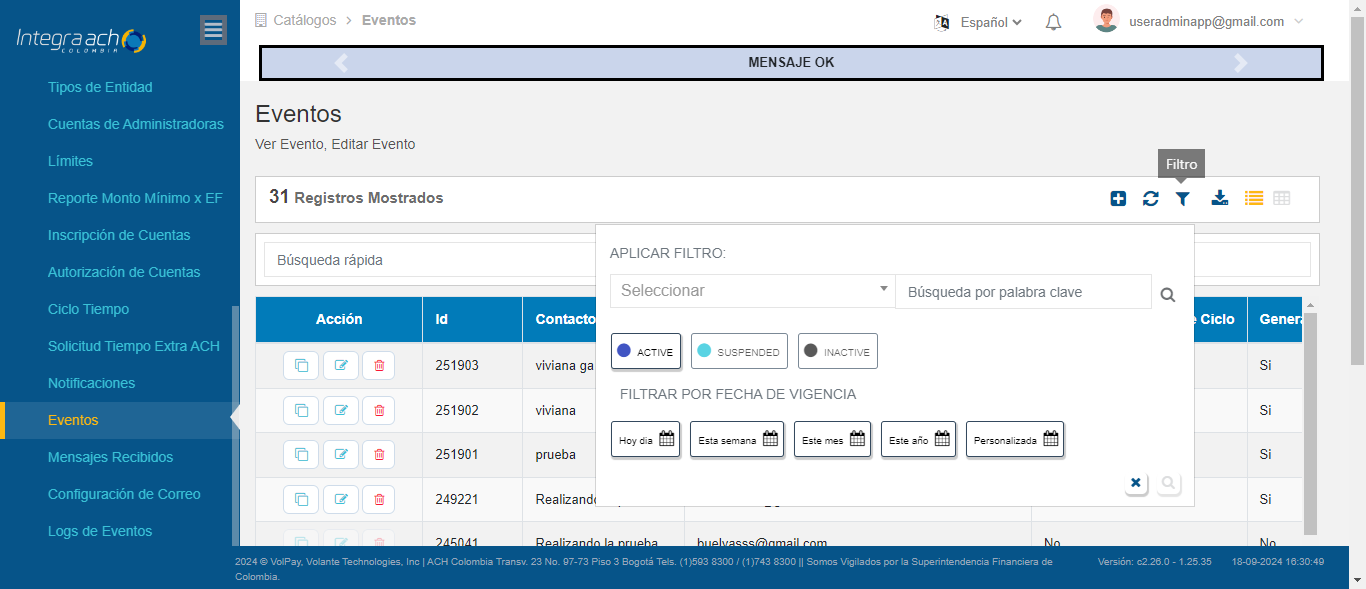 Integra ach
COLOMBIA
Catálogos > Eventos
Español
useradminapp@gmail.com
MENSAJE OK
Tipos de Entidad
Cuentas de Administradoras
Límites
Reporte Monto Mínimo x EF
Inscripción de Cuentas
Autorización de Cuentas
Ciclo Tiempo
Solicitud Tiempo Extra ACH
Notificaciones
Eventos
Mensajes Recibidos
Configuración de Correo
Logs de Eventos
Eventos
Ver Evento, Editar Evento
Filtro
31 Registros Mostrados
Búsqueda rápida
APLICAR FILTRO:
Seleccionar
Búsqueda por palabra clave
ACTIVE
SUSPENDED
INACTIVE
FILTRAR POR FECHA DE VIGENCIA
Hoy dia
Esta semana
Este mes
Este año
Personalizada
Acción Id Contacto Ciclo
251903 viviana ga Si
251902 viviana Si
251901 prueba Si
249221 Realizando Si
245041 Realizando la prueba buelvasss@gmail.com No No
2024 © VolPay, Volante Technologies, Inc | ACH Colombia Transv. 23 No. 97-73 Piso 3 Bogotá Tels. (1)593 8300 / (1)743 8300 || Somos Vigilados por la Superintendencia Financiera de
Colombia.
Versión: c2.26.0 - 1.25.35
18-09-2024 16:30:49